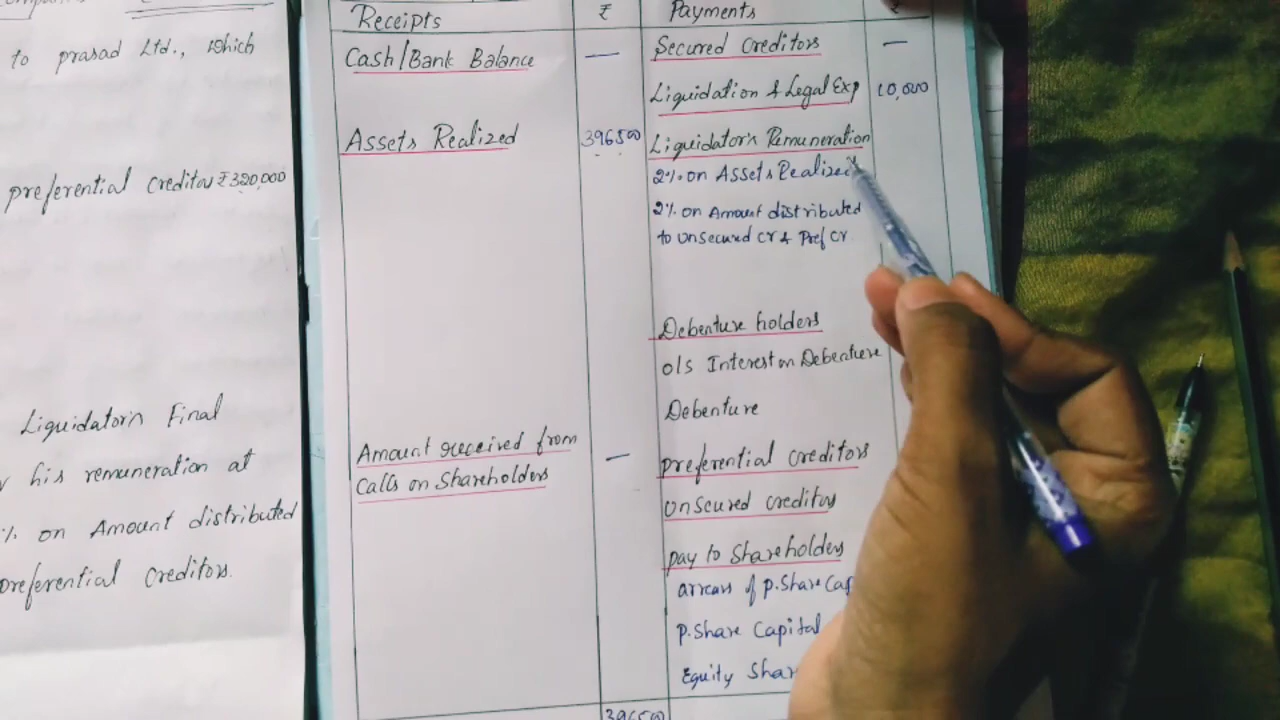 to prasad Ltd., which
preferential creditors ₹320,000
Liquidator's Final
his remuneration at
% on Amount distributed
preferential creditors.
Receipts ₹ Payments
Cash/Bank Balance — Secured Creditors —
Liquidation & Legal Exp 10,000
Assets Realized 396500 Liquidator's Remuneration
2% on Assets Realized
2% on Amount distributed
to unsecured cr & Pref cr
Debenture holders
o/s Interest on Debenture
Debenture
Amount received from — preferential creditors
calls on shareholders
unscured creditors
pay to shareholders
arrears of p.share Cap
p.share capital
Equity Shar
396500